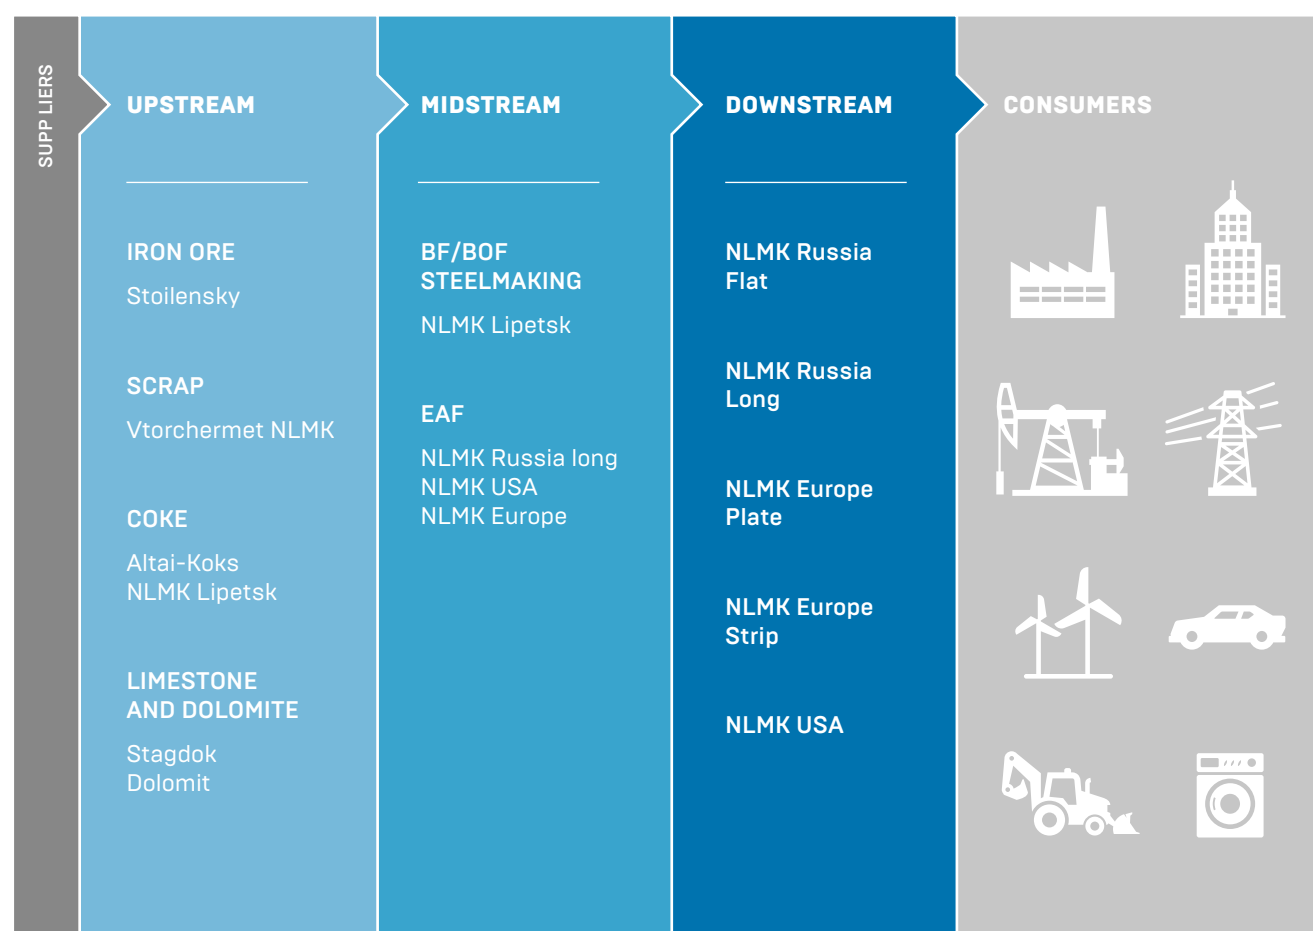 SUPP LIERS
UPSTREAM
IRON ORE
Stoilensky
SCRAP
Vtorchermet NLMK
COKE
Altai-Koks
NLMK Lipetsk
LIMESTONE
AND DOLOMITE
Stagdok
Dolomit
MIDSTREAM
BF/BOF
STEELMAKING
NLMK Lipetsk
EAF
NLMK Russia long
NLMK USA
NLMK Europe
DOWNSTREAM
NLMK Russia
Flat
NLMK Russia
Long
NLMK Europe
Plate
NLMK Europe
Strip
NLMK USA
CONSUMERS